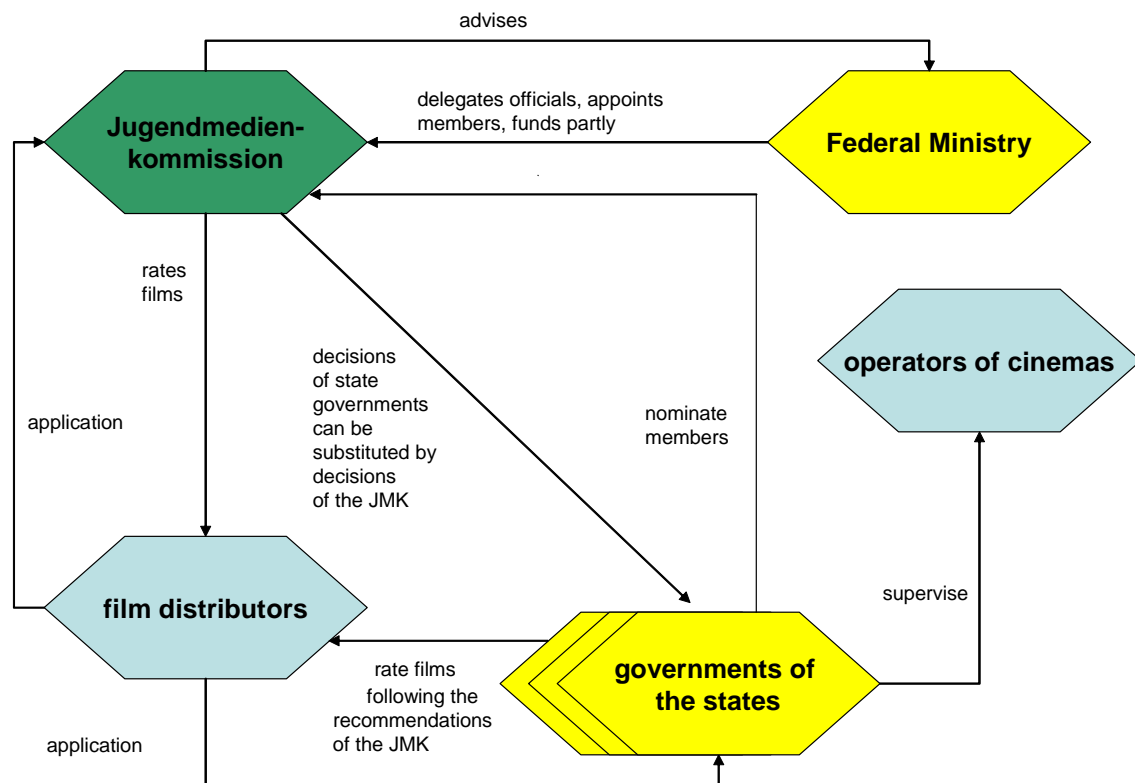 advises
Jugendmedien-
kommission
delegates officials, appoints
members, funds partly
Federal Ministry
rates
films
operators of cinemas
decisions
of state
governments
can be
substituted by
decisions
of the JMK
application
nominate
members
film distributors
supervise
governments of
the states
rate films
following the
recommendations
of the JMK
application